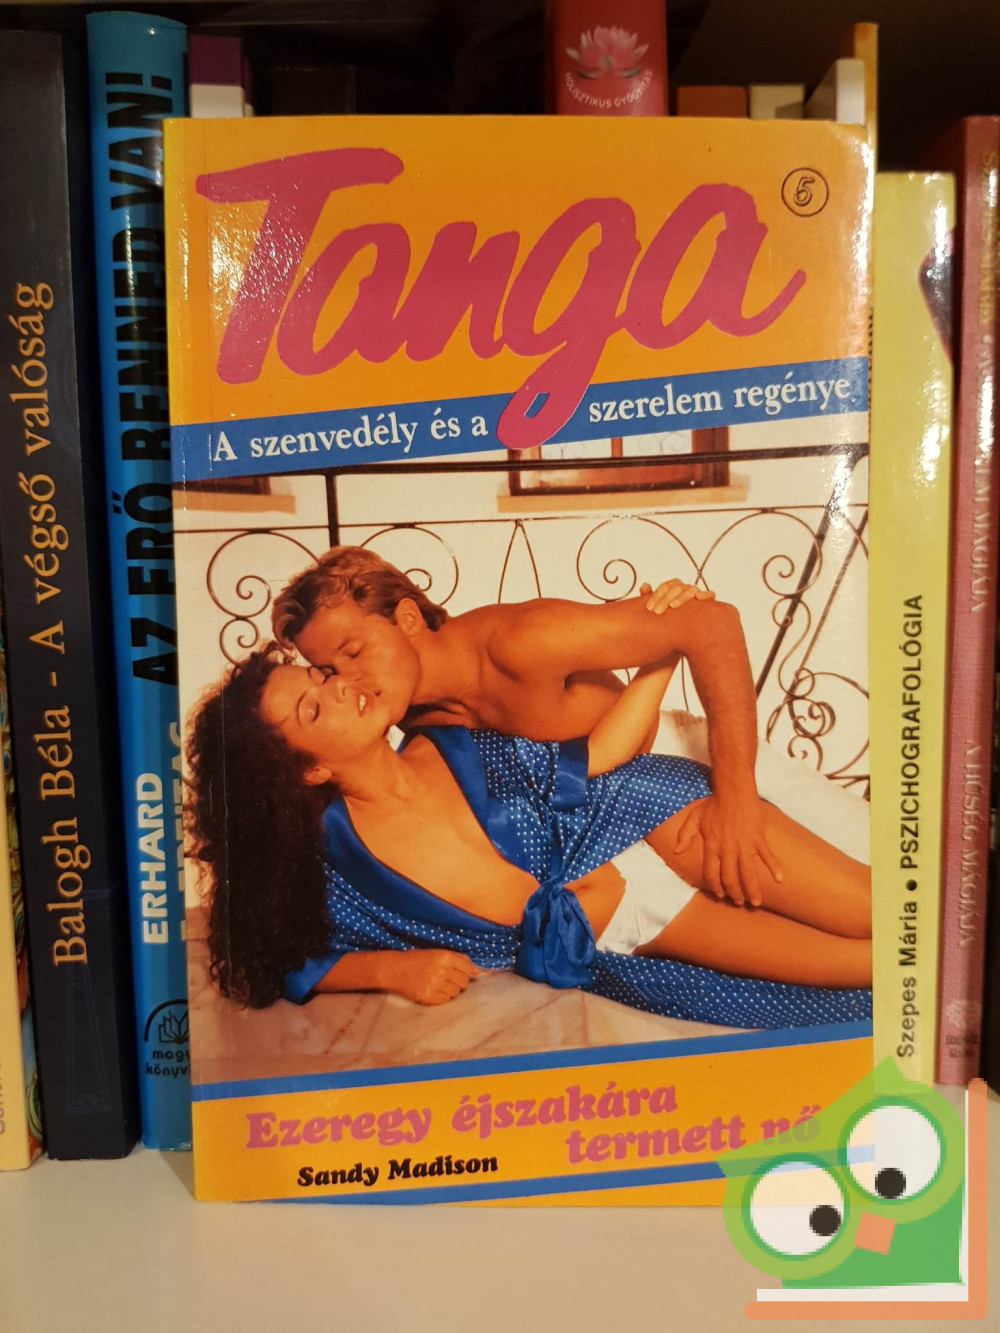 Tanga
5
A szenvedély és a szerelem regénye
Ezeregy éjszakára
termett nő
Sandy Madison
Balogh Béla - A végső valóság
ERHARD
AZ ERŐ BENNED VAN!
HOLISZTIKUS GYÓGYÍTÁS
Szepes Mária • PSZICHOGRAFOLÓGIA